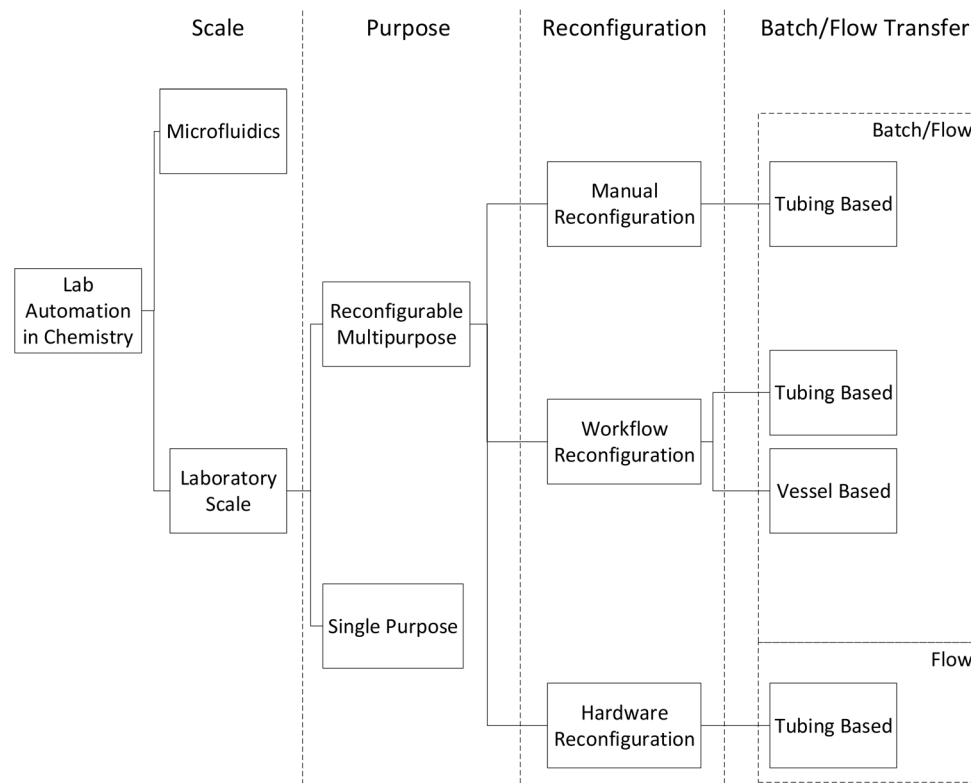 Scale
Purpose
Reconfiguration
Batch/Flow Transfer
Microfluidics
Batch/Flow
Manual
Reconfiguration
Tubing Based
Lab
Automation
in Chemistry
Reconfigurable
Multipurpose
Tubing Based
Workflow
Reconfiguration
Laboratory
Scale
Vessel Based
Single Purpose
Flow
Hardware
Reconfiguration
Tubing Based